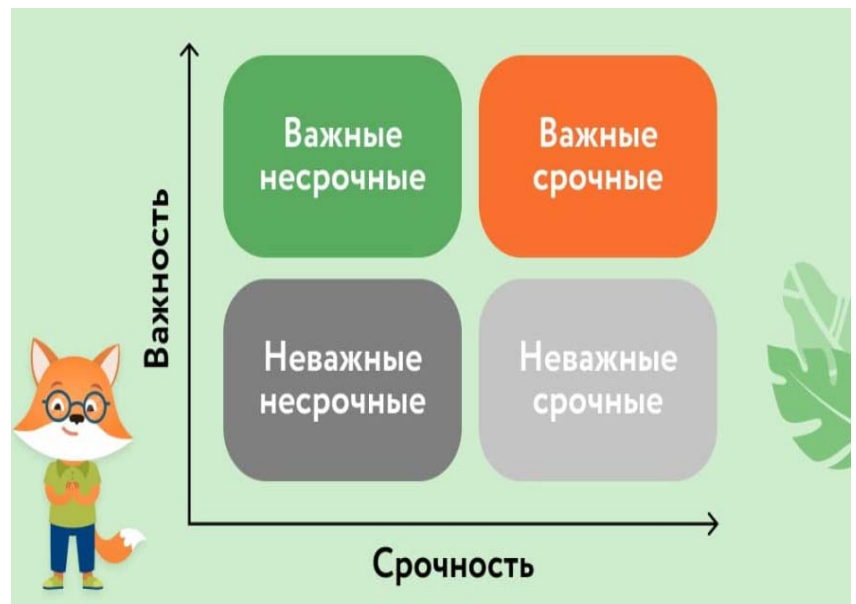 Важность
Важные
несрочные
Важные
срочные
Неважные
несрочные
Неважные
срочные
Срочность